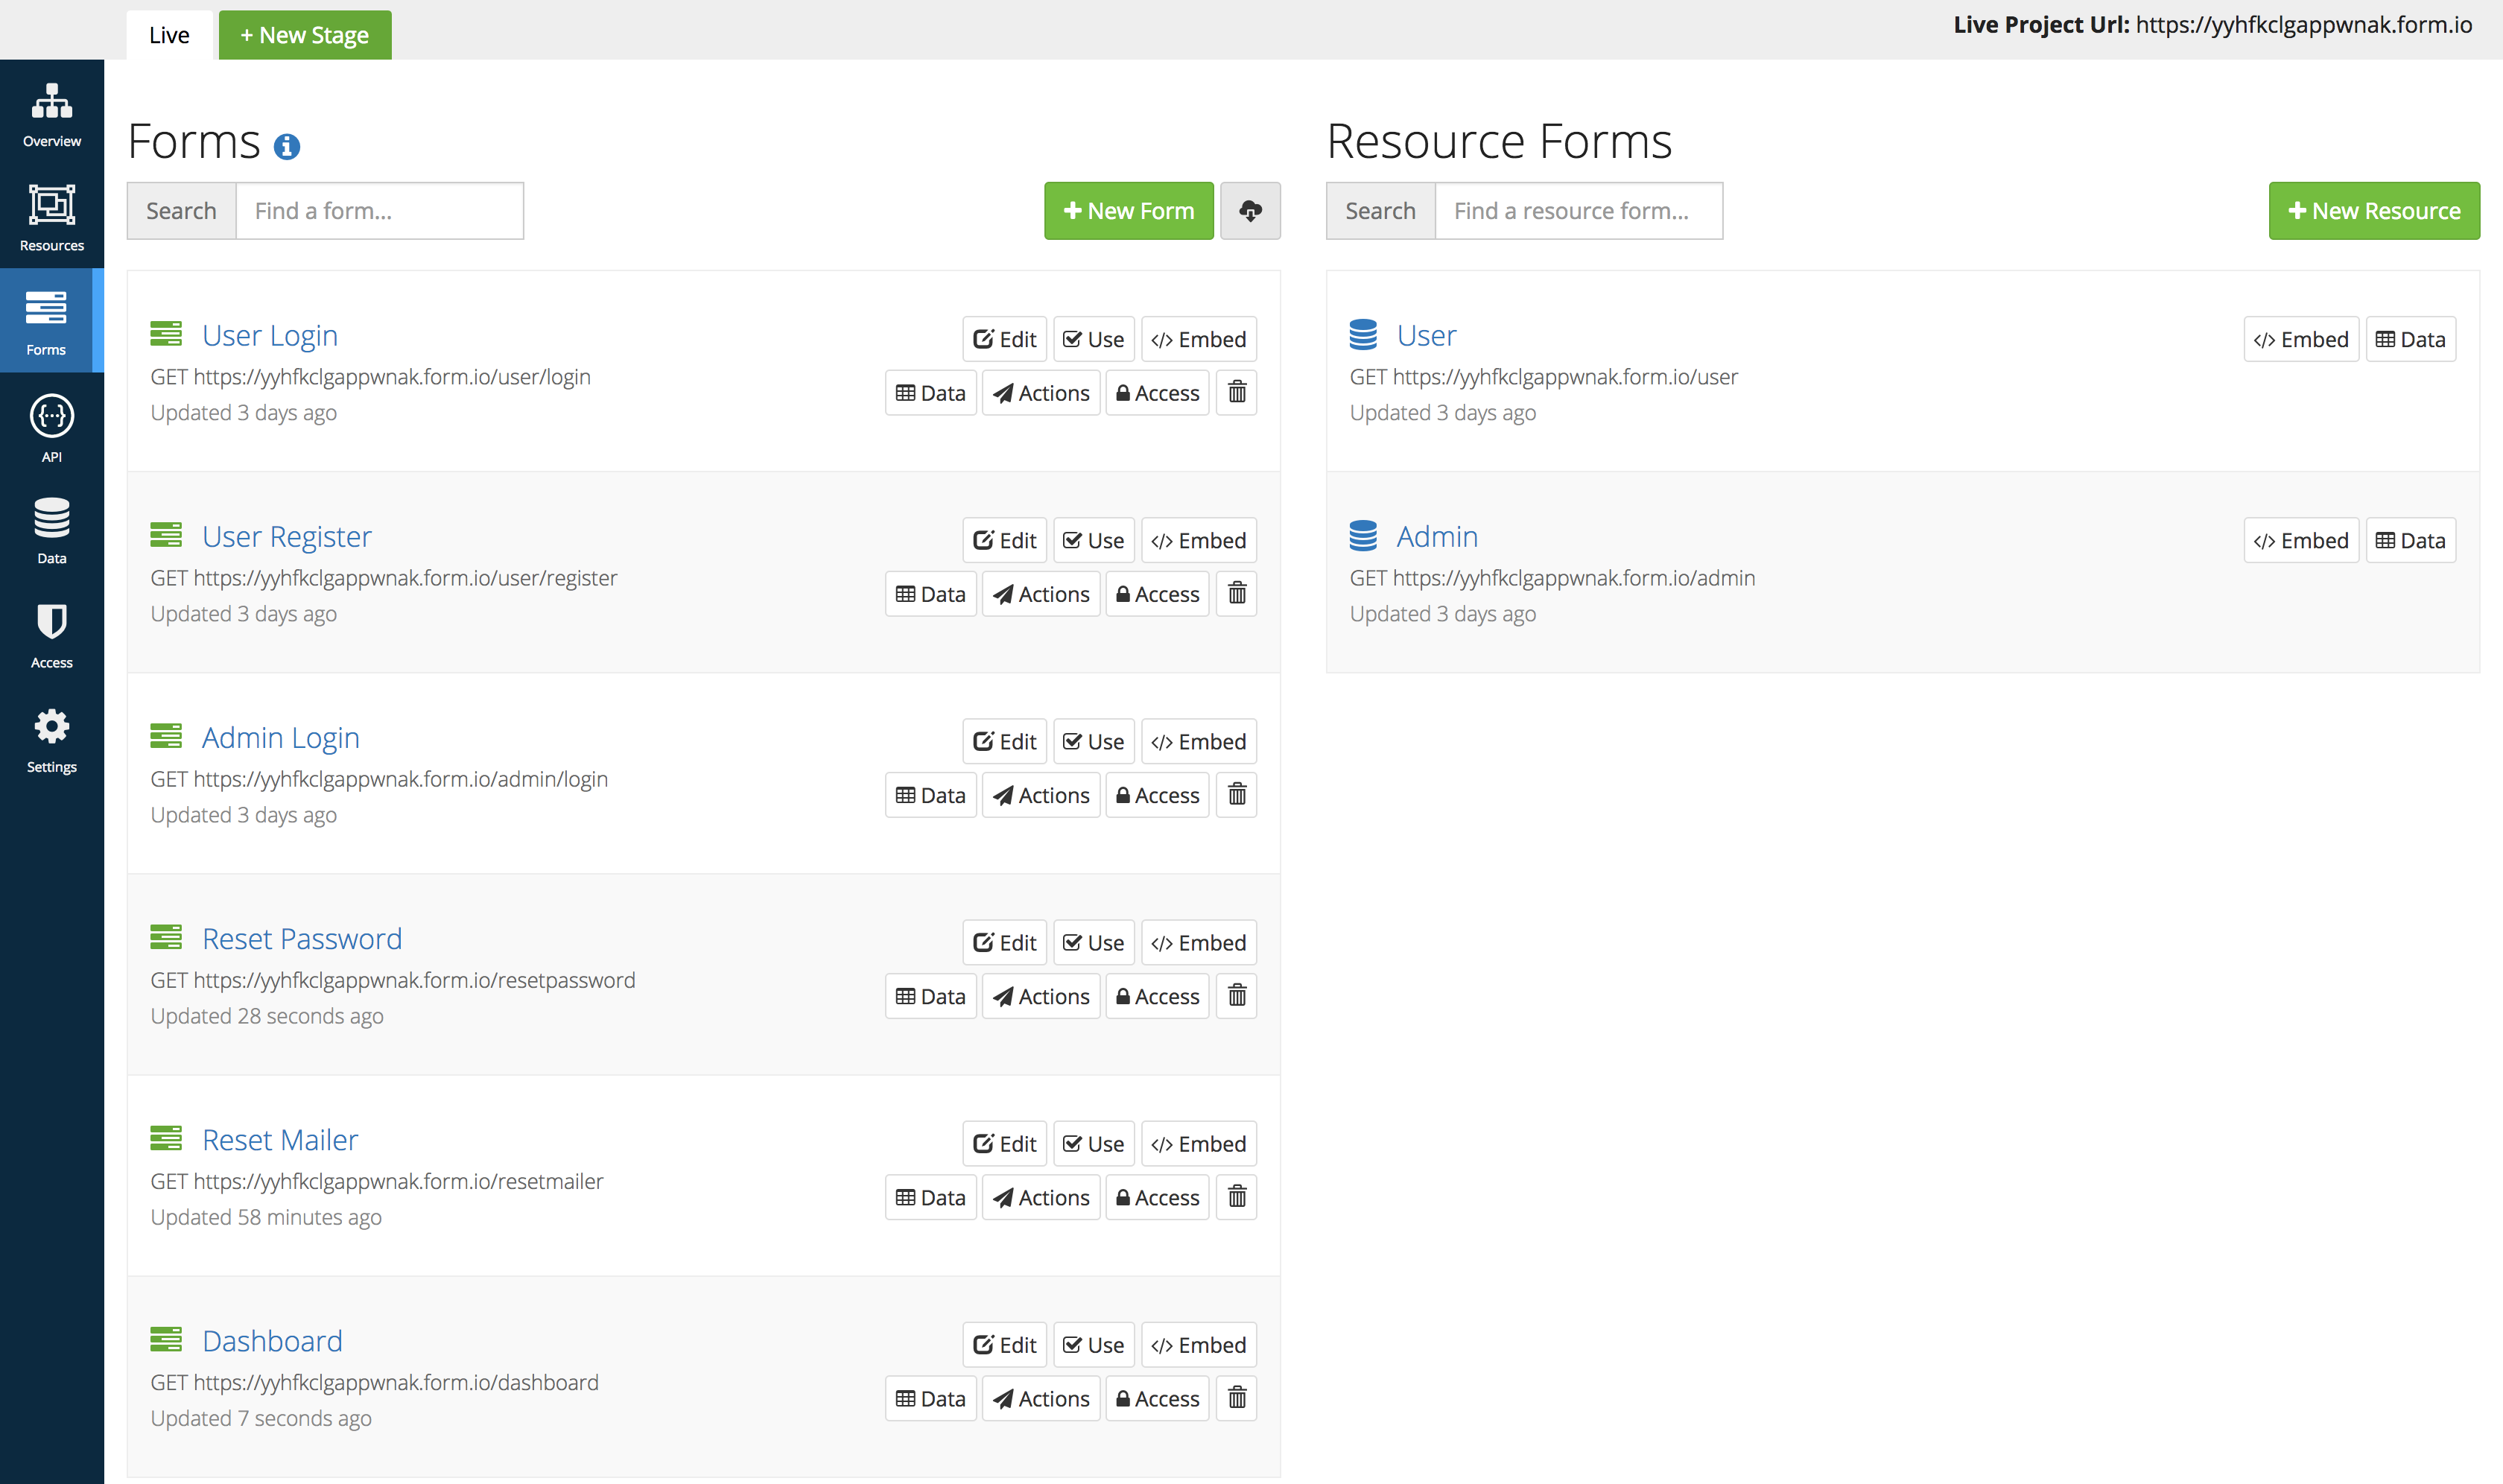 Live
+ New Stage
Live Project Url: https://yyhfkclgappwnak.form.io
Overview
Resources
Forms
API
Data
Access
Settings
Forms
Search
Find a form...
New Form
User Login
GET https://yyhfkclgappwnak.form.io/user/login
Updated 3 days ago
Edit Use Embed
Data Actions Access
User Register
GET https://yyhfkclgappwnak.form.io/user/register
Updated 3 days ago
Edit Use Embed
Data Actions Access
Admin Login
GET https://yyhfkclgappwnak.form.io/admin/login
Updated 3 days ago
Edit Use Embed
Data Actions Access
Reset Password
GET https://yyhfkclgappwnak.form.io/resetpassword
Updated 28 seconds ago
Edit Use Embed
Data Actions Access
Reset Mailer
GET https://yyhfkclgappwnak.form.io/resetmailer
Updated 58 minutes ago
Edit Use Embed
Data Actions Access
Dashboard
GET https://yyhfkclgappwnak.form.io/dashboard
Updated 7 seconds ago
Edit Use Embed
Data Actions Access
Resource Forms
Search
Find a resource form...
New Resource
User
GET https://yyhfkclgappwnak.form.io/user
Updated 3 days ago
Embed Data
Admin
GET https://yyhfkclgappwnak.form.io/admin
Updated 3 days ago
Embed Data